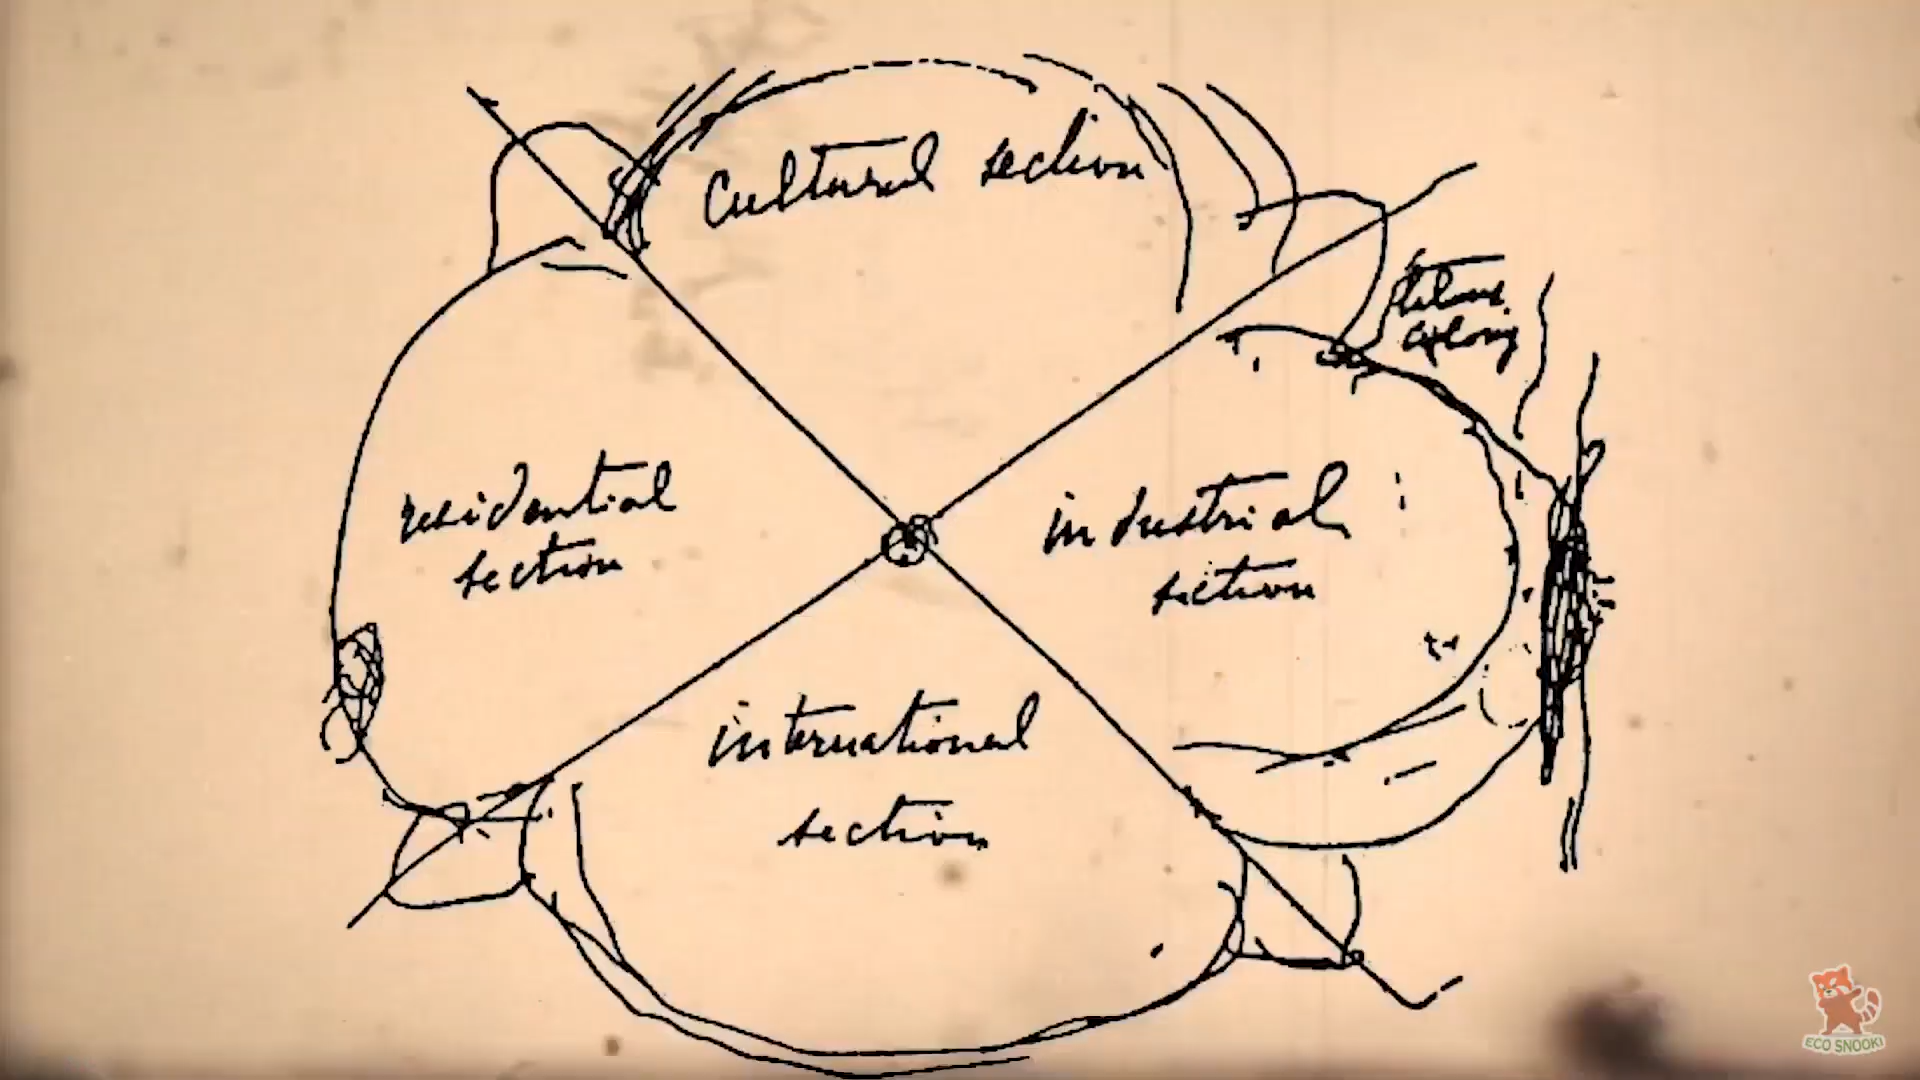 Cultural section
residential
section
industrial
section
international
section
ECO SNOOKI